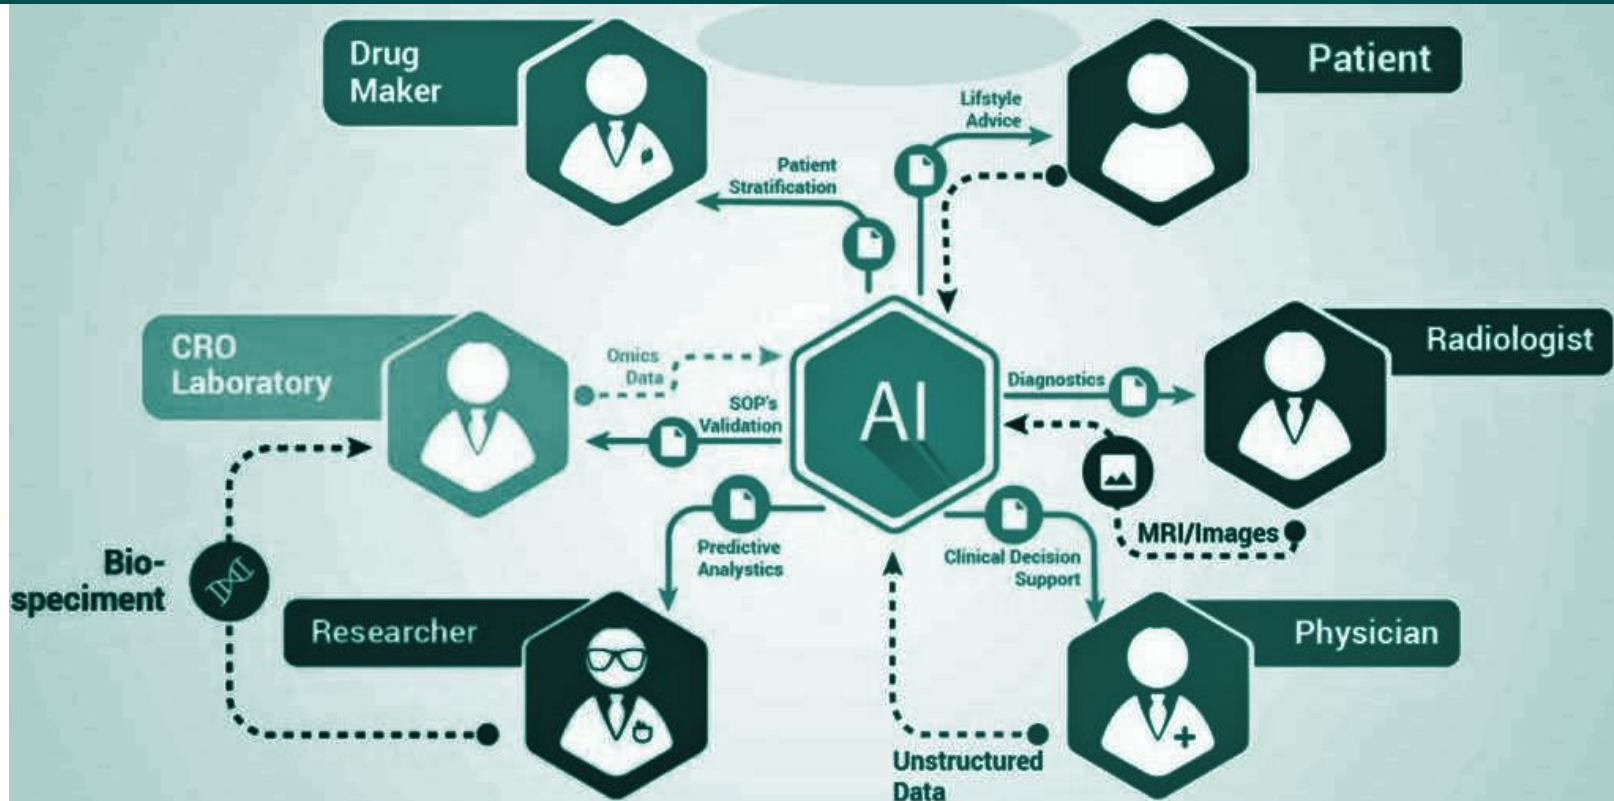 Drug
Maker
Patient
Lifstyle
Advice
Patient
Stratification
CRO
Laboratory
Omics
Data
SOP's
Validation
AI
Diagnostics
Radiologist
MRI/Images
Predictive
Analystics
Clinical Decision
Support
Bio-
speciment
Researcher
Physician
Unstructured
Data